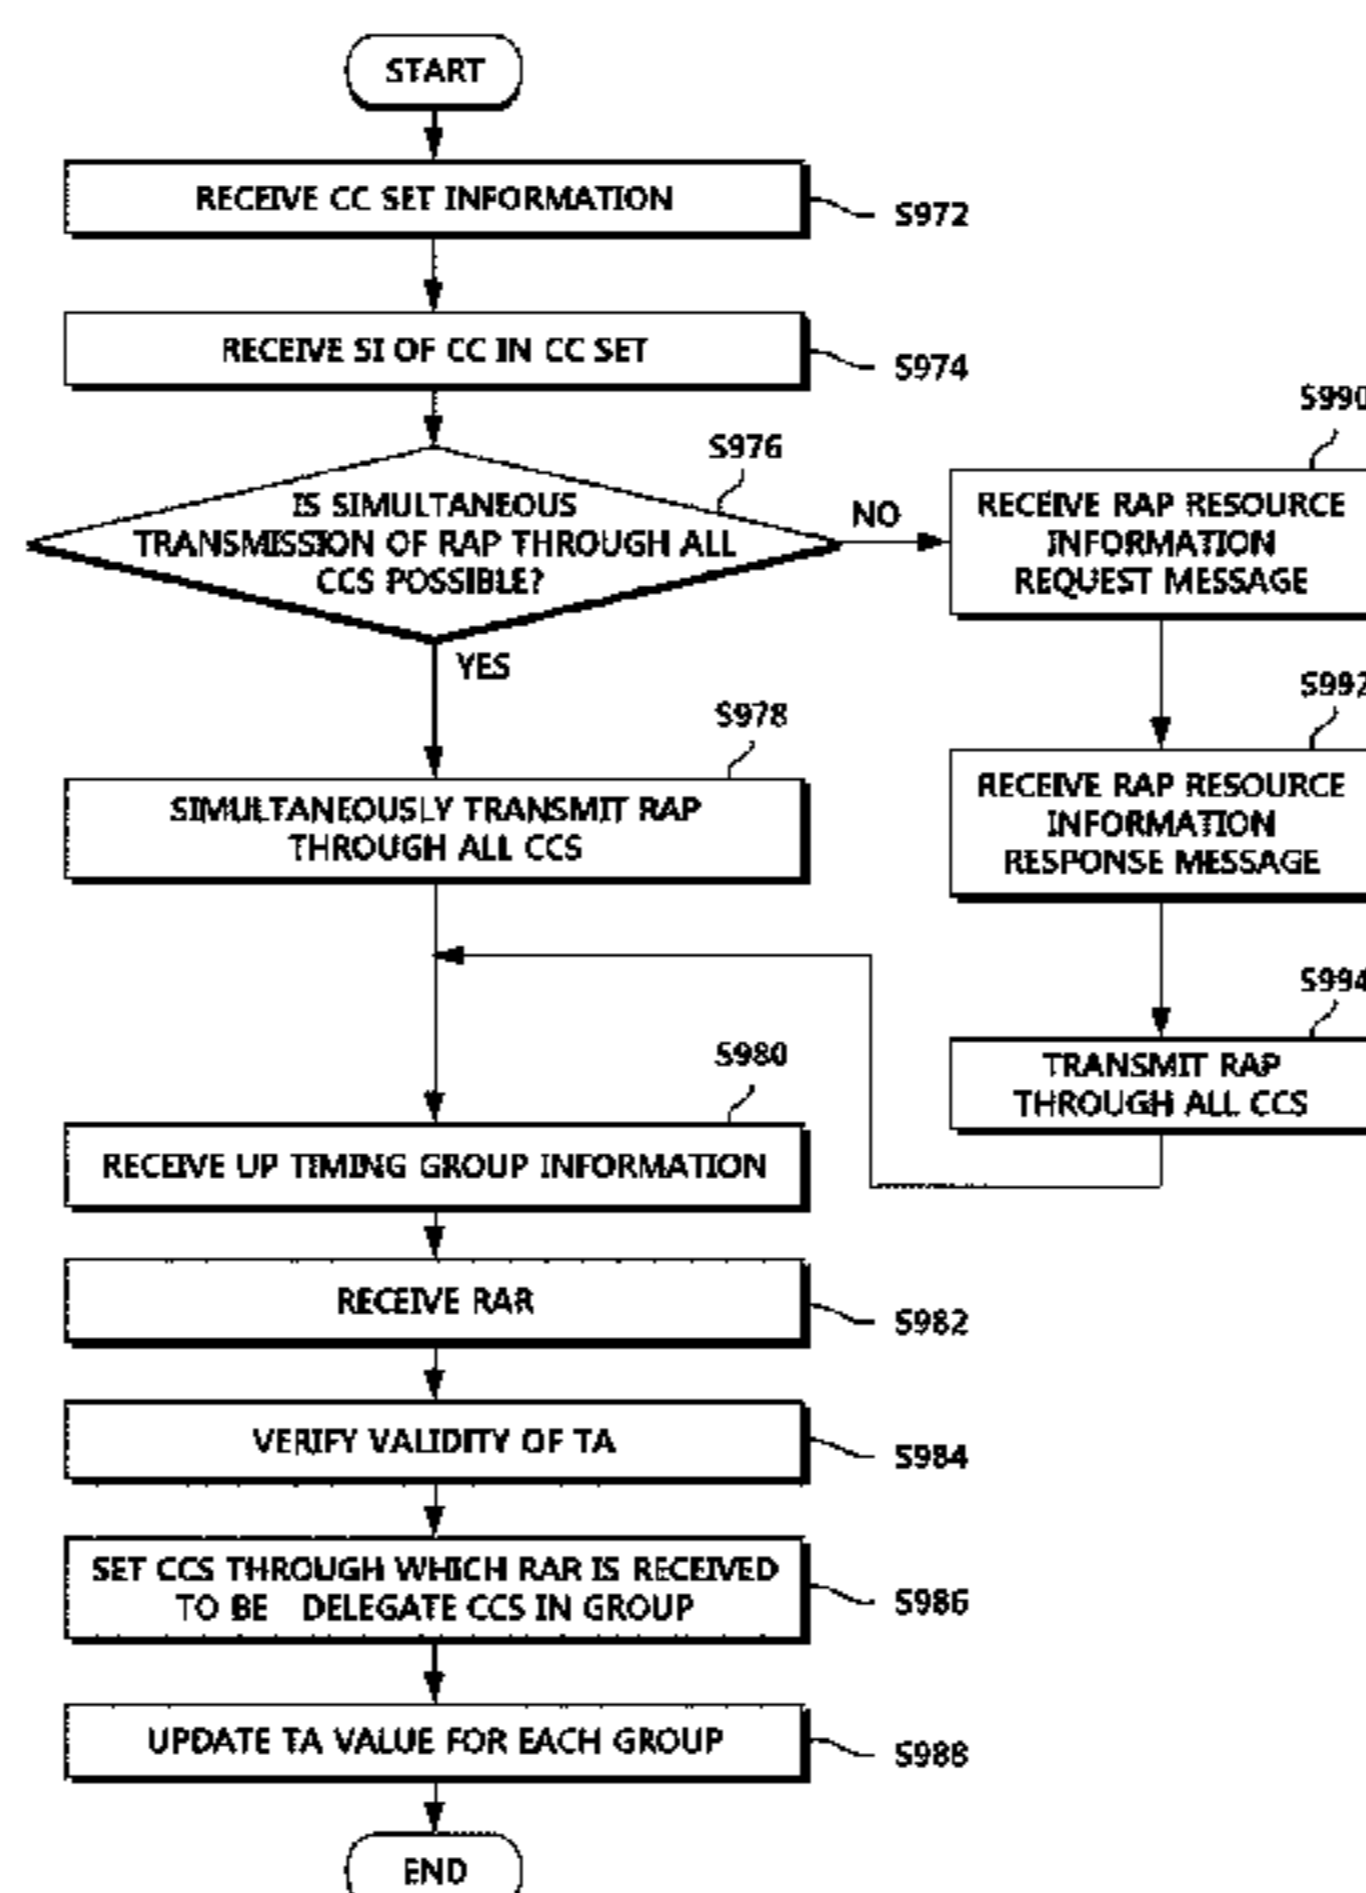 START
RECEIVE CC SET INFORMATION
S972
RECEIVE SI OF CC IN CC SET
S974
S976
IS SIMULTANEOUS
TRANSMISSION OF RAP THROUGH ALL
CCS POSSIBLE?
NO
YES
S990
RECEIVE RAP RESOURCE
INFORMATION
REQUEST MESSAGE
S992
RECEIVE RAP RESOURCE
INFORMATION
RESPONSE MESSAGE
S994
TRANSMIT RAP
THROUGH ALL CCS
S978
SIMULTANEOUSLY TRANSMIT RAP
THROUGH ALL CCS
S980
RECEIVE UP TIMING GROUP INFORMATION
RECEIVE RAR
S982
VERIFY VALIDITY OF TA
S984
SET CCS THROUGH WHICH RAR IS RECEIVED
TO BE DELEGATE CCS IN GROUP
S986
UPDATE TA VALUE FOR EACH GROUP
S988
END